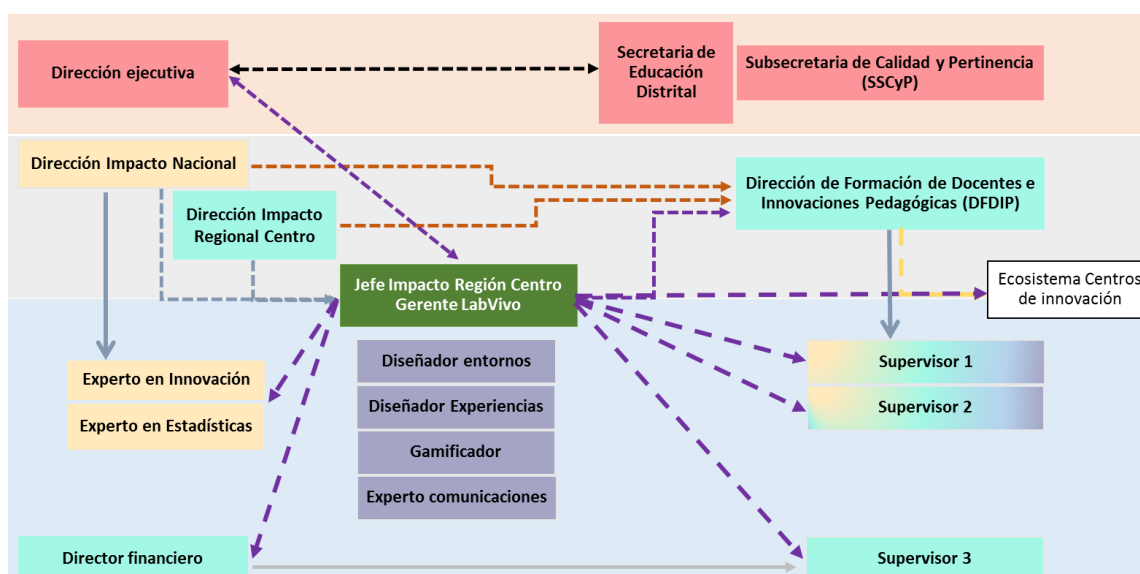 Dirección ejecutiva
Secretaria de
Educación
Distrital
Subsecretaria de Calidad y Pertinencia
(SSCyP)
Dirección Impacto Nacional
Dirección Impacto
Regional Centro
Dirección de Formación de Docentes e
Innovaciones Pedagógicas (DFDIP)
Jefe Impacto Región Centro
Gerente LabVivo
Ecosistema Centros
de innovación
Diseñador entornos
Diseñador Experiencias
Gamificador
Experto comunicaciones
Experto en Innovación
Experto en Estadísticas
Supervisor 1
Supervisor 2
Director financiero
Supervisor 3